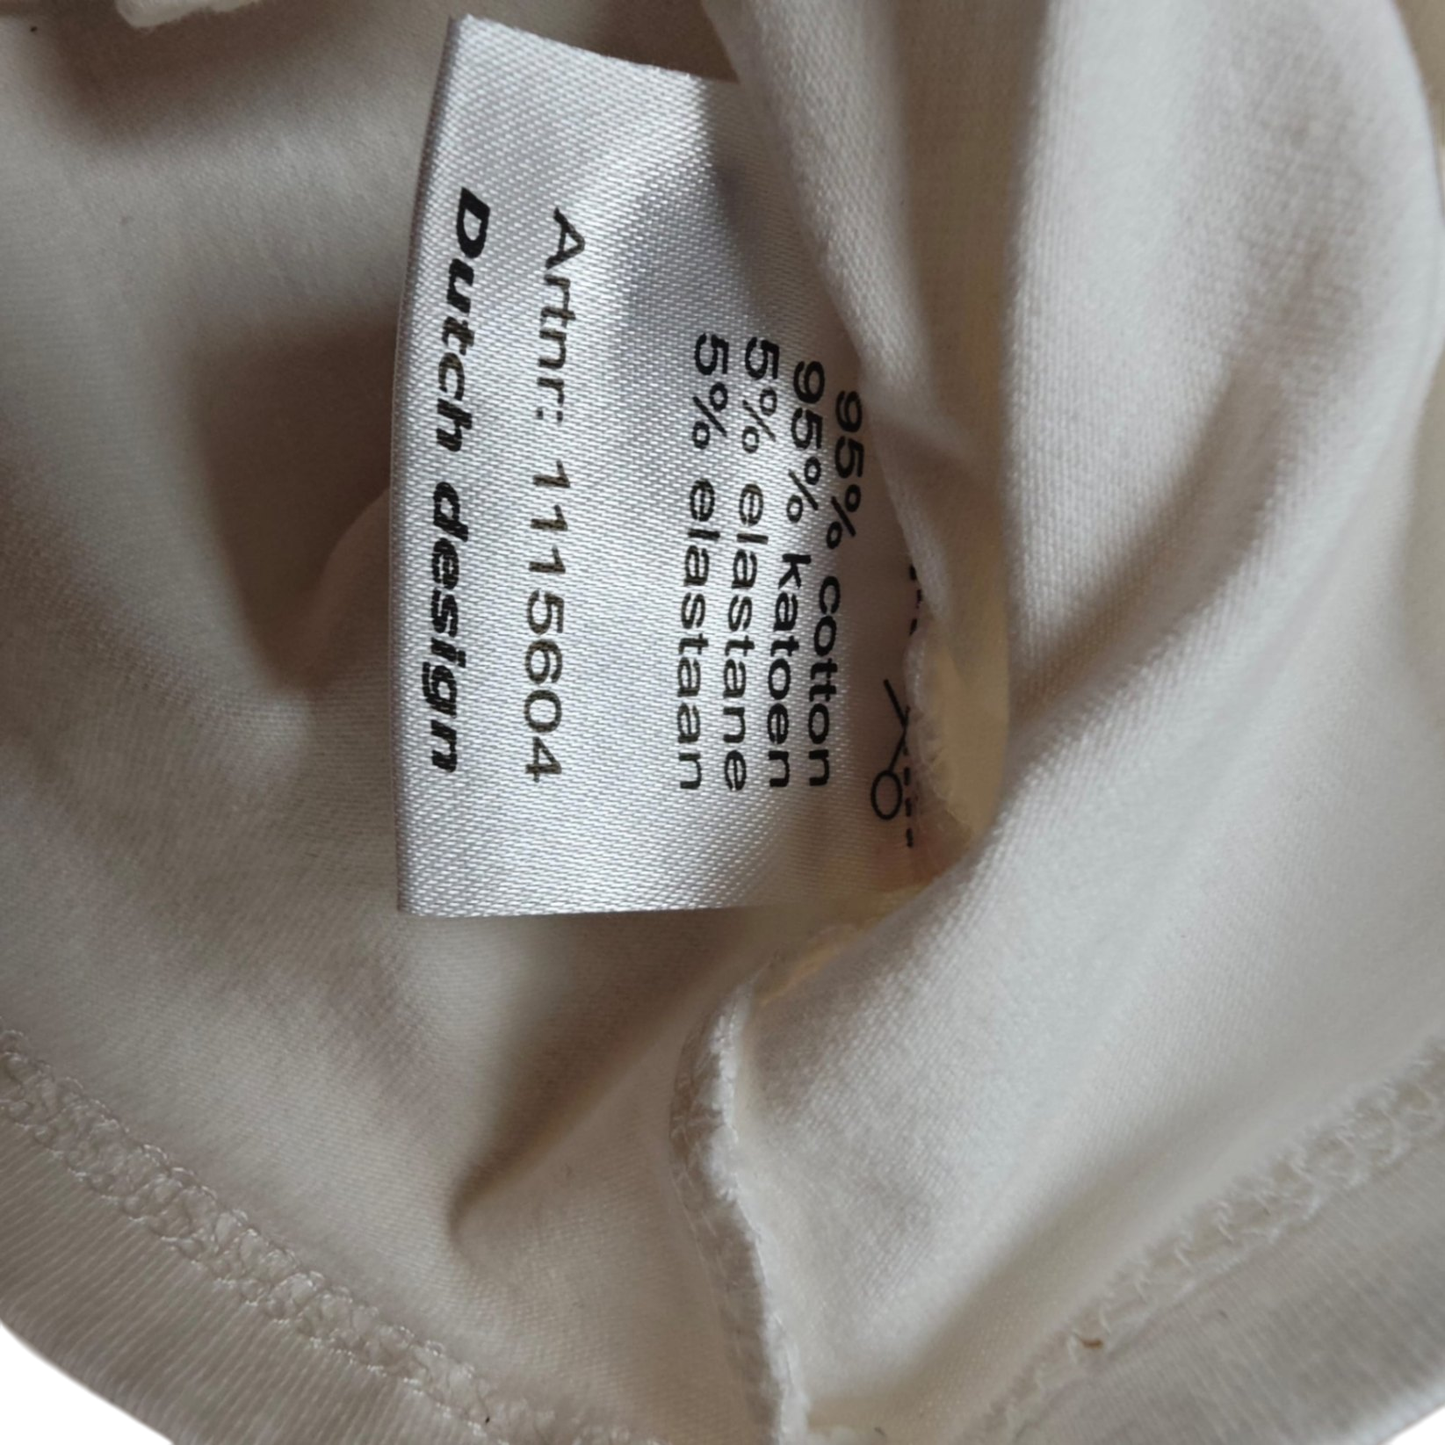 95% cotton
95% katoen
5% elastane
5% elastaan
Artnr: 1115604
Dutch design